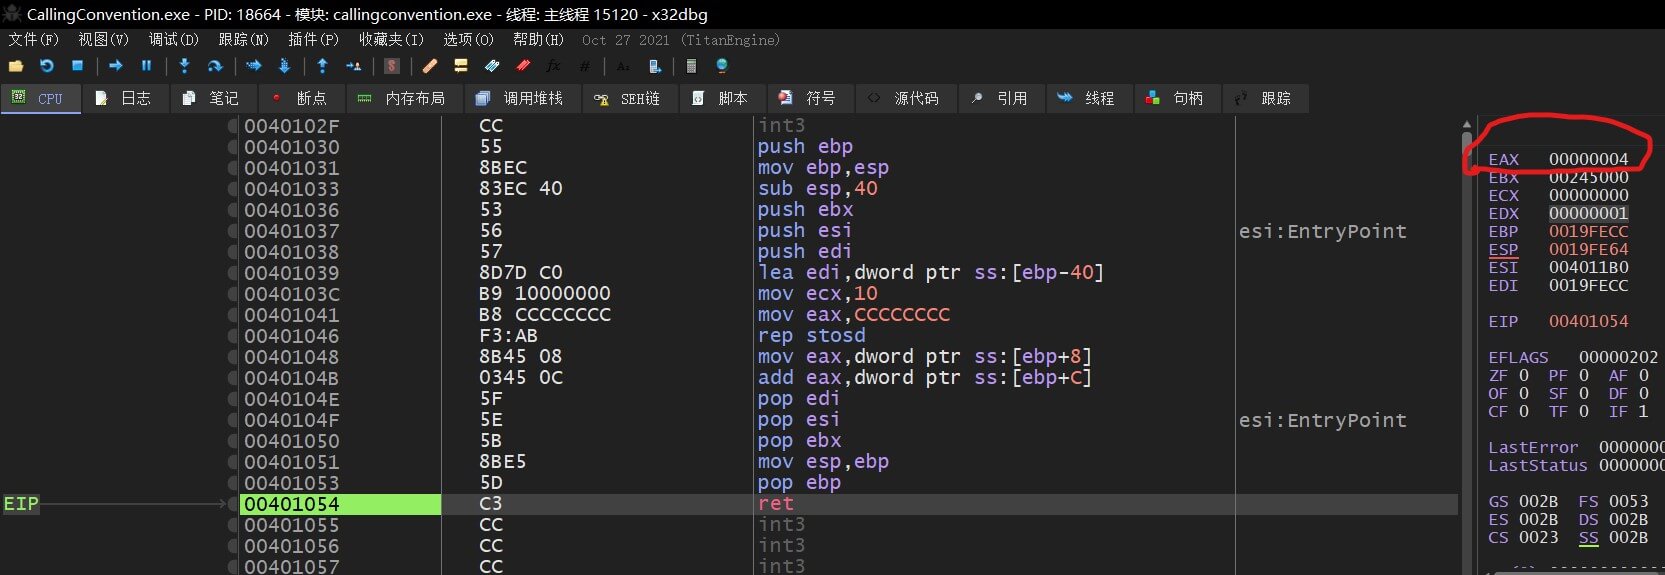 CallingConvention.exe - PID: 18664 - 模块: callingconvention.exe - 线程: 主线程 15120 - x32dbg
文件(F) 视图(V) 调试(D) 跟踪(N) 插件(P) 收藏夹(I) 选项(O) 帮助(H) Oct 27 2021 (TitanEngine)
CPU 日志 笔记 断点 内存布局 调用堆栈 SEH链 脚本 符号 源代码 引用 线程 句柄 跟踪
0040102F CC int3
00401030 55 push ebp
00401031 8BEC mov ebp,esp
00401033 83EC 40 sub esp,40
00401036 53 push ebx
00401037 56 push esi esi:EntryPoint
00401038 57 push edi
00401039 8D7D C0 lea edi,dword ptr ss:[ebp-40]
0040103C B9 10000000 mov ecx,10
00401041 B8 CCCCCCCC mov eax,CCCCCCCC
00401046 F3:AB rep stosd
00401048 8B45 08 mov eax,dword ptr ss:[ebp+8]
0040104B 0345 0C add eax,dword ptr ss:[ebp+C]
0040104E 5F pop edi
0040104F 5E pop esi esi:EntryPoint
00401050 5B pop ebx
00401051 8BE5 mov esp,ebp
00401053 5D pop ebp
EIP 00401054 C3 ret
00401055 CC int3
00401056 CC int3
00401057 CC int3
EAX 00000004
EBX 00245000
ECX 00000000
EDX 00000001
EBP 0019FECC
ESP 0019FE64
ESI 004011B0
EDI 0019FECC
EIP 00401054
EFLAGS 00000202
ZF 0 PF 0 AF 0
OF 0 SF 0 DF 0
CF 0 TF 0 IF 1
LastError 0000000
LastStatus 0000000
GS 002B FS 0053
ES 002B DS 002B
CS 0023 SS 002B